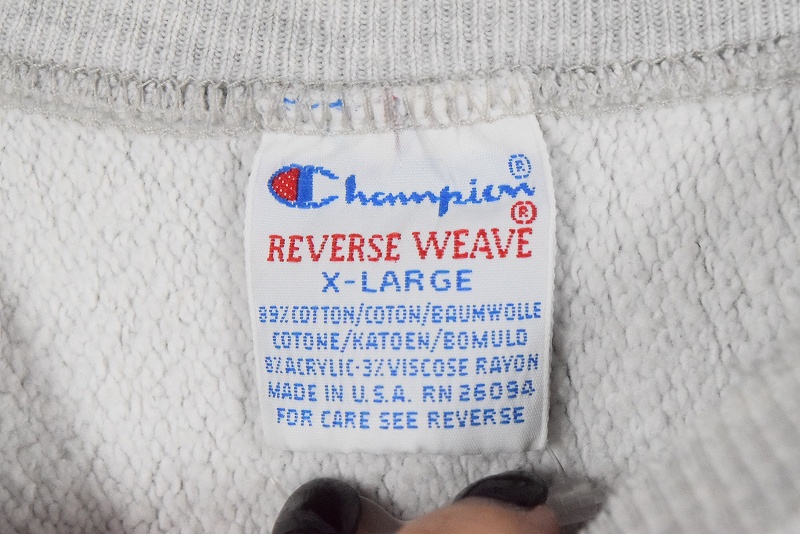 Champion®
REVERSE WEAVE®
X-LARGE
89% COTTON/COTON/BAUMWOLLE
COTONE/KATOEN/BOMULD
8% ACRYLIC·3% VISCOSE RAYON
MADE IN U.S.A. RN 26094
FOR CARE SEE REVERSE